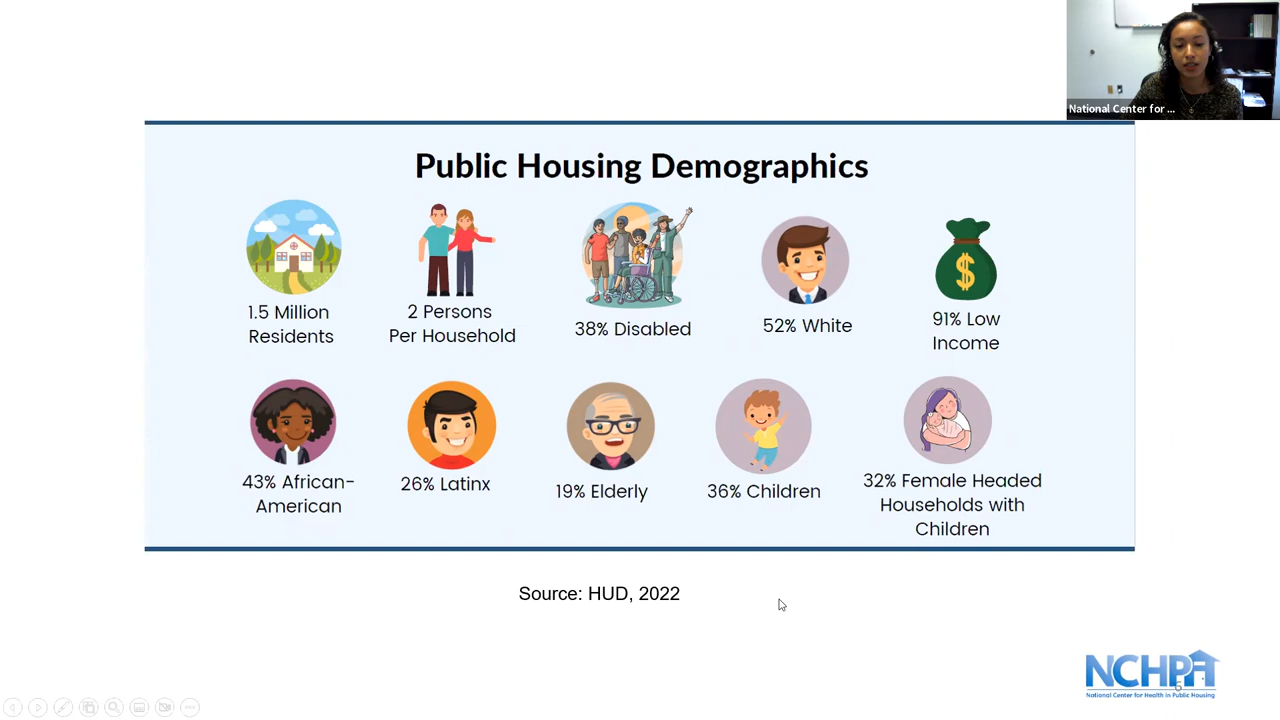 National Center for ...
Public Housing Demographics
1.5 Million
Residents
2 Persons
Per Household
38% Disabled
52% White
91% Low
Income
43% African-
American
26% Latinx
19% Elderly
36% Children
32% Female Headed
Households with
Children
Source: HUD, 2022
NCHPH
6
National Center for Health in Public Housing